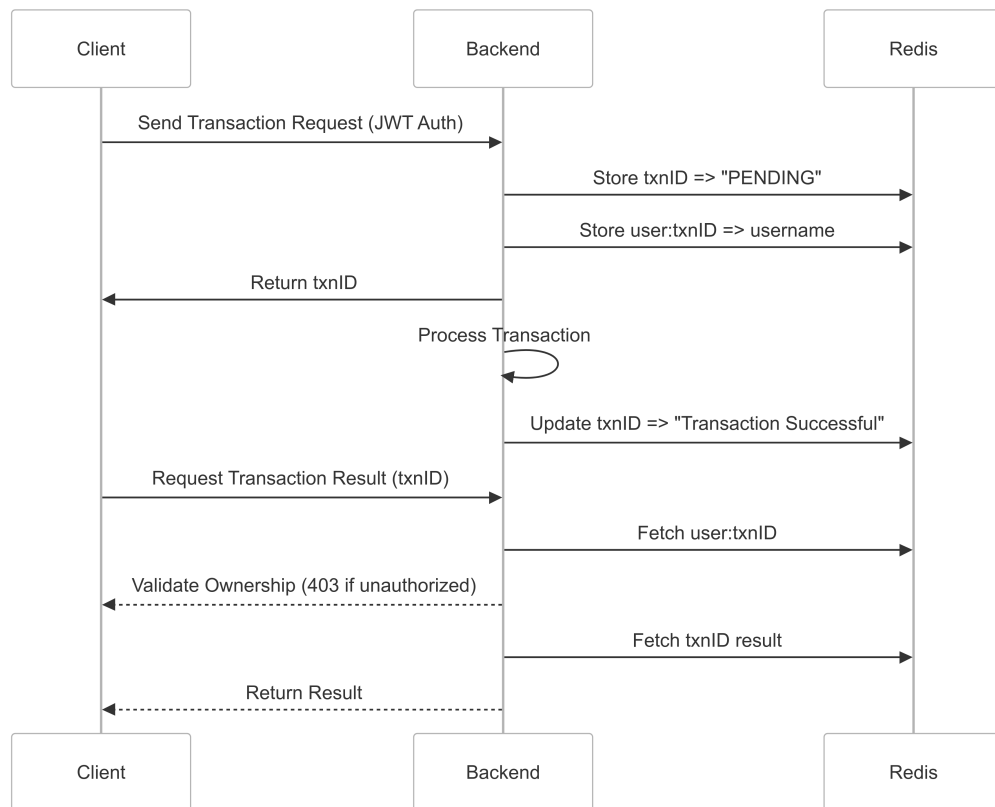 Client
Backend
Redis
Send Transaction Request (JWT Auth)
Store txnID => "PENDING"
Store user:txnID => username
Return txnID
Process Transaction
Update txnID => "Transaction Successful"
Request Transaction Result (txnID)
Fetch user:txnID
Validate Ownership (403 if unauthorized)
Fetch txnID result
Return Result
Client
Backend
Redis